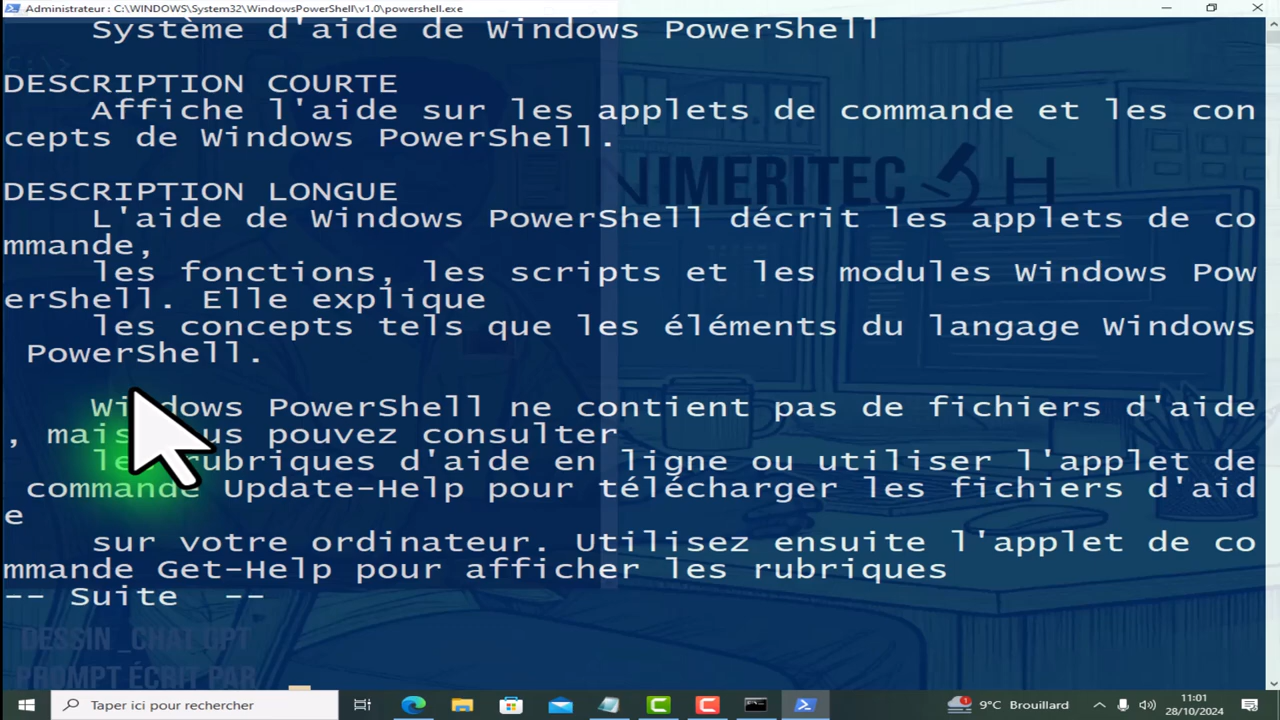 Administrateur : C:\WINDOWS\System32\WindowsPowerShell\v1.0\powershell.exe
Système d'aide de Windows PowerShell
C:\>
DESCRIPTION COURTE
Affiche l'aide sur les applets de commande et les con
cepts de Windows PowerShell.
NIMERITEC H
DESCRIPTION LONGUE
L'aide de Windows PowerShell décrit les applets de co
mmande,
les fonctions, les scripts et les modules Windows Pow
erShell. Elle explique
les concepts tels que les éléments du langage Windows
PowerShell.
Windows PowerShell ne contient pas de fichiers d'aide
, mais vous pouvez consulter
les rubriques d'aide en ligne ou utiliser l'applet de
commande Update-Help pour télécharger les fichiers d'aid
e
sur votre ordinateur. Utilisez ensuite l'applet de co
mmande Get-Help pour afficher les rubriques
-- Suite --
DESSIN _CHAT GPT
PROMPT ÉCRIT PAR
Taper ici pour rechercher
9°C Brouillard
11:01
28/10/2024